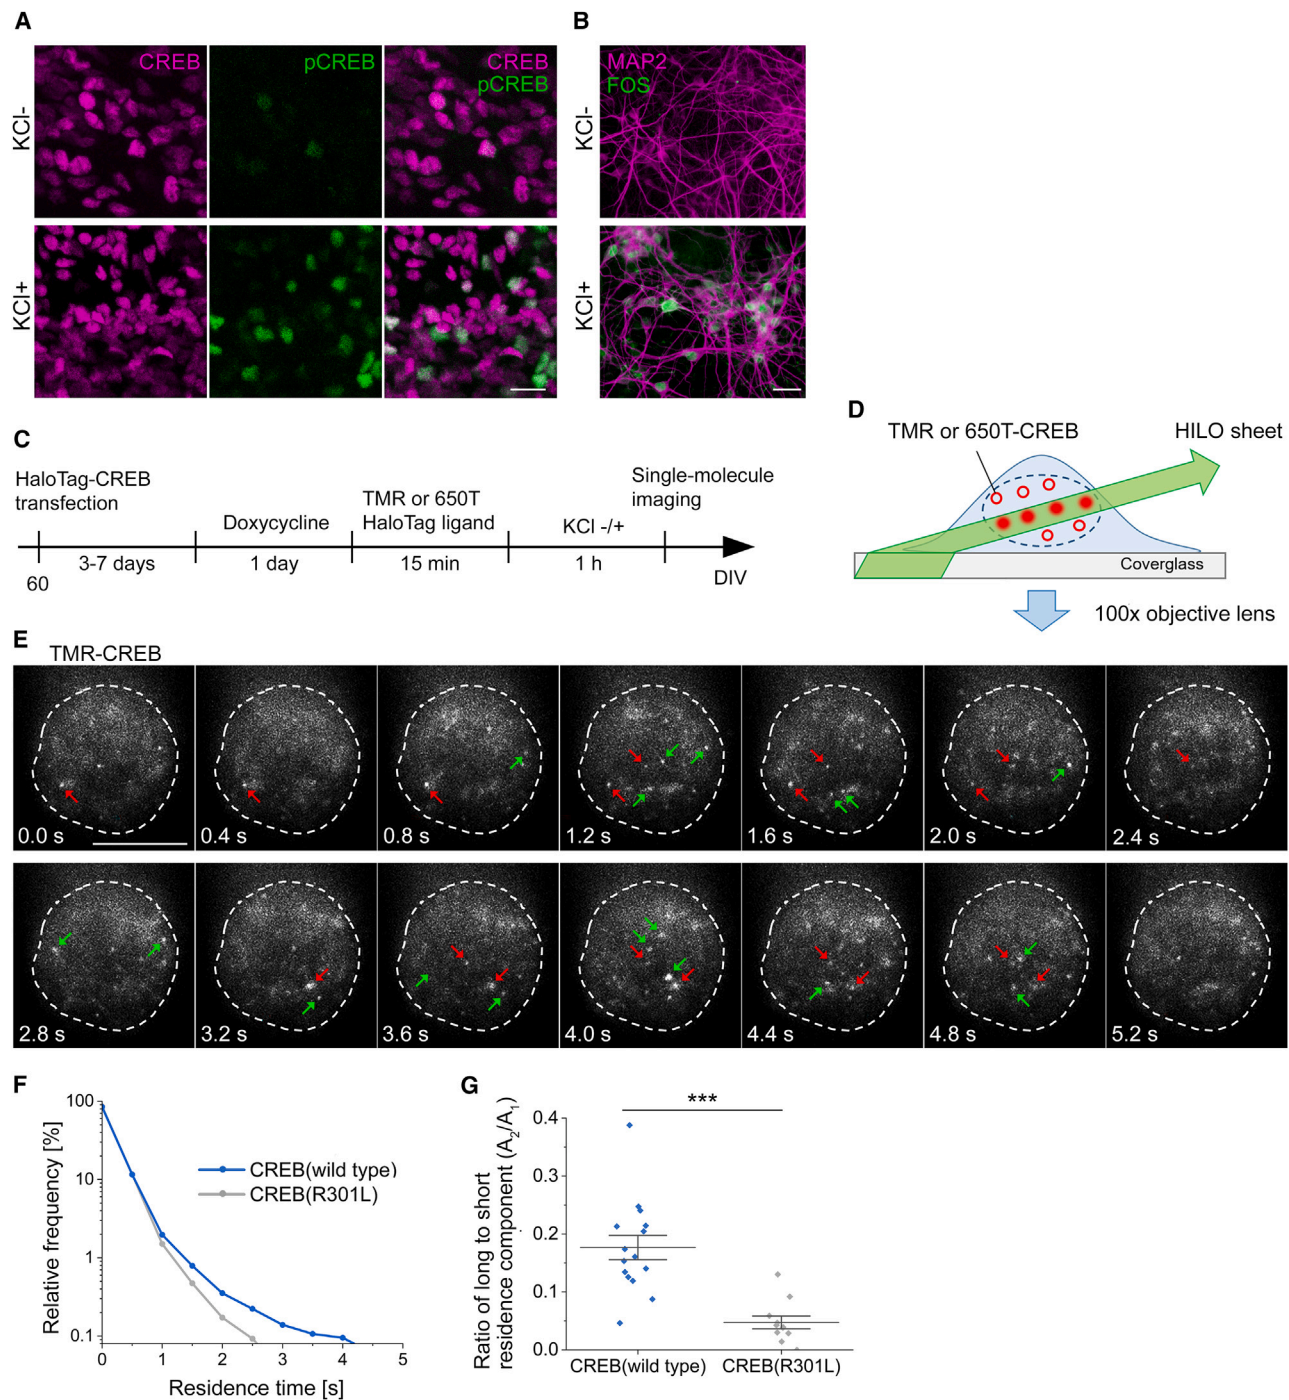 A
CREB
pCREB
CREB
pCREB
KCl-
KCl+
B
MAP2
FOS
KCl-
KCl+
C
HaloTag-CREB
transfection
Doxycycline
TMR or 650T
HaloTag ligand
KCl -/+
Single-molecule
imaging
60
3-7 days
1 day
15 min
1 h
DIV
D
TMR or 650T-CREB
HILO sheet
Coverglass
100x objective lens
E
TMR-CREB
0.0 s
0.4 s
0.8 s
1.2 s
1.6 s
2.0 s
2.4 s
2.8 s
3.2 s
3.6 s
4.0 s
4.4 s
4.8 s
5.2 s
F
Relative frequency [%]
100
10
1
0.1
0 1 2 3 4 5
Residence time [s]
CREB(wild type)
CREB(R301L)
G
Ratio of long to short
residence component (A₂/A₁)
0.4
0.3
0.2
0.1
0.0
***
CREB(wild type) CREB(R301L)